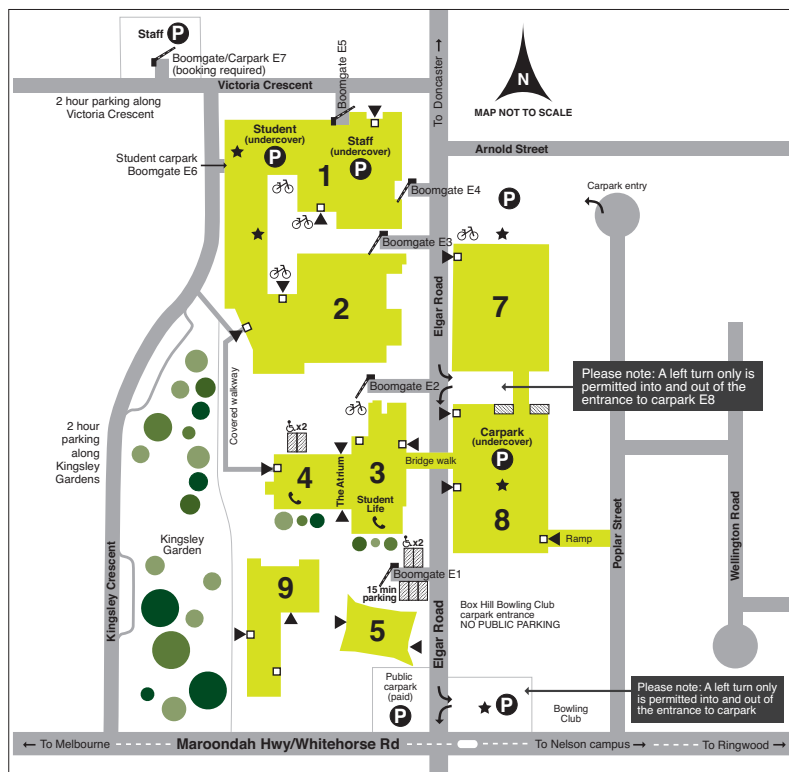 Staff P
Boomgate/Carpark E7
(booking required)
Boomgate E5
To Doncaster →
N
MAP NOT TO SCALE
Victoria Crescent
2 hour parking along
Victoria Crescent
Student
(undercover)
P
Staff
(undercover)
P
Arnold Street
Student carpark
Boomgate E6
1
Boomgate E4
P
Carpark entry
Boomgate E3
2
Elgar Road
7
Boomgate E2
Please note: A left turn only is
permitted into and out of the
entrance to carpark E8
Covered walkway
2 hour
parking
along
Kingsley
Gardens
x2
4
The Atrium
3
Student
Life
Bridge walk
Carpark
(undercover)
P
8
Ramp
Poplar Street
Wellington Road
Kingsley
Garden
Kingsley Crescent
x2
Boomgate E1
15 min
parking
9
5
Elgar Road
Box Hill Bowling Club
carpark entrance
NO PUBLIC PARKING
Public
carpark
(paid)
P
P
Bowling
Club
Please note: A left turn only
is permitted into and out of
the entrance to carpark
← To Melbourne
Maroondah Hwy/Whitehorse Rd
To Nelson campus →
To Ringwood →